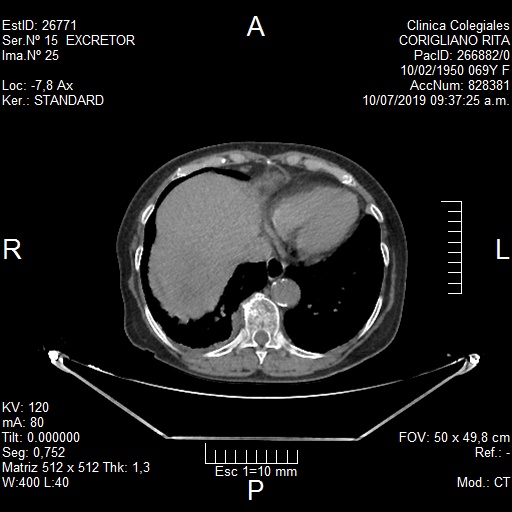 EstID: 26771
Ser.Nº 15 EXCRETOR
Ima.Nº 25
Loc: -7,8 Ax
Ker.: STANDARD
A
Clinica Colegiales
CORIGLIANO RITA
PacID: 266882/0
10/02/1950 069Y F
AccNum: 828381
10/07/2019 09:37:25 a.m.
R
L
KV: 120
mA: 80
Tilt: 0.000000
Seg: 0,752
Matriz 512 x 512 Thk: 1,3
W:400 L:40
Esc 1=10 mm
P
FOV: 50 x 49,8 cm
Ref.: -
Mod.: CT